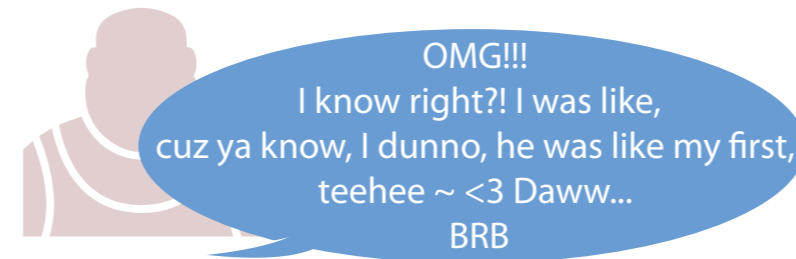 OMG!!!
I know right?! I was like,
cuz ya know, I dunno, he was like my first,
teehee ~ <3 Daww...
BRB